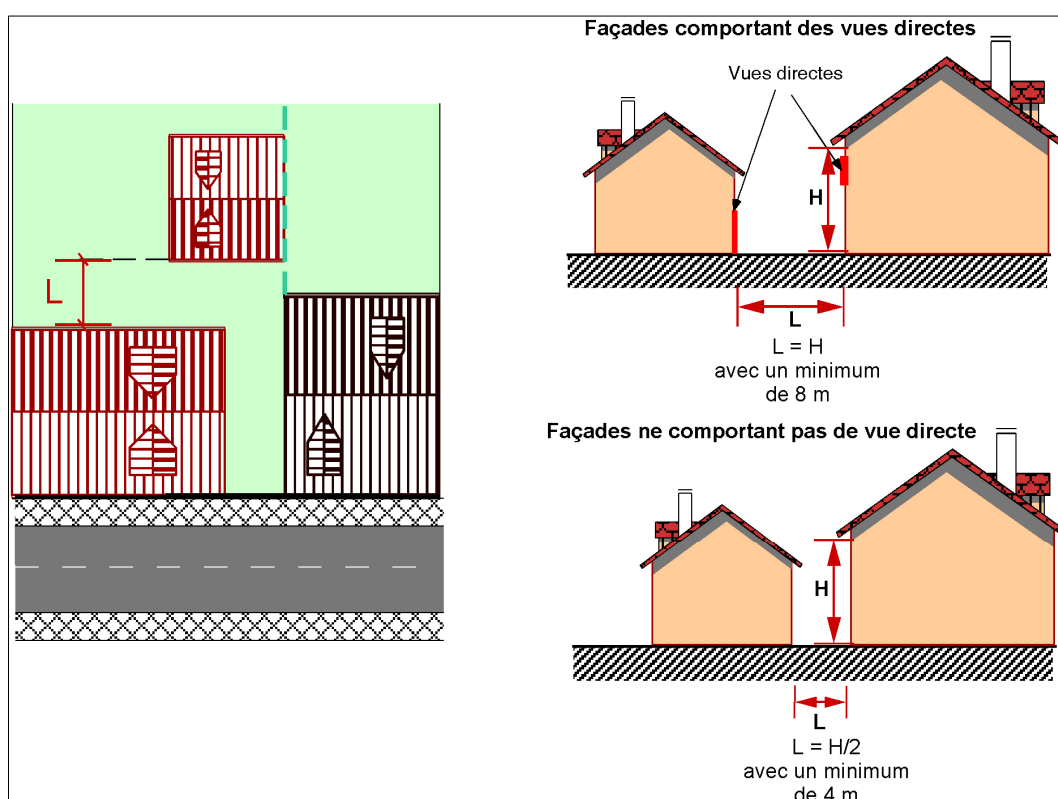 Façades comportant des vues directes
Vues directes
H
L
L
L = H
avec un minimum
de 8 m
Façades ne comportant pas de vue directe
H
L
L = H/2
avec un minimum
de 4 m